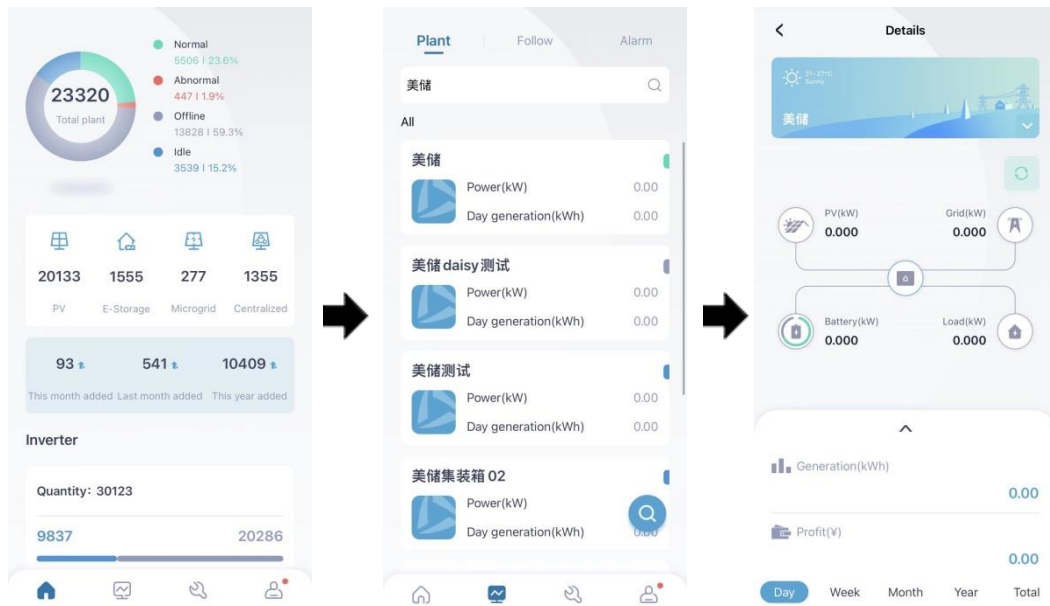 23320
Total plant
Normal
5506 | 23.6%
Abnormal
447 | 1.9%
Offline
13828 | 59.3%
Idle
3539 | 15.2%
20133 1555 277 1355
PV E-Storage Microgrid Centralized
93 541 10409
This month added Last month added This year added
Inverter
Quantity: 30123
9837 20286
Plant Follow Alarm
美储
All
美储
Power(kW) 0.00
Day generation(kWh) 0.00
美储daisy测试
Power(kW) 0.00
Day generation(kWh) 0.00
美储测试
Power(kW) 0.00
Day generation(kWh) 0.00
美储集装箱02
Power(kW)
Day generation(kWh) 0.00
Details
21~27°C
Sunny
美储
PV(kW) Grid(kW)
0.000 0.000
Battery(kW) Load(kW)
0.000 0.000
Generation(kWh)
0.00
Profit(¥)
0.00
Day Week Month Year Total